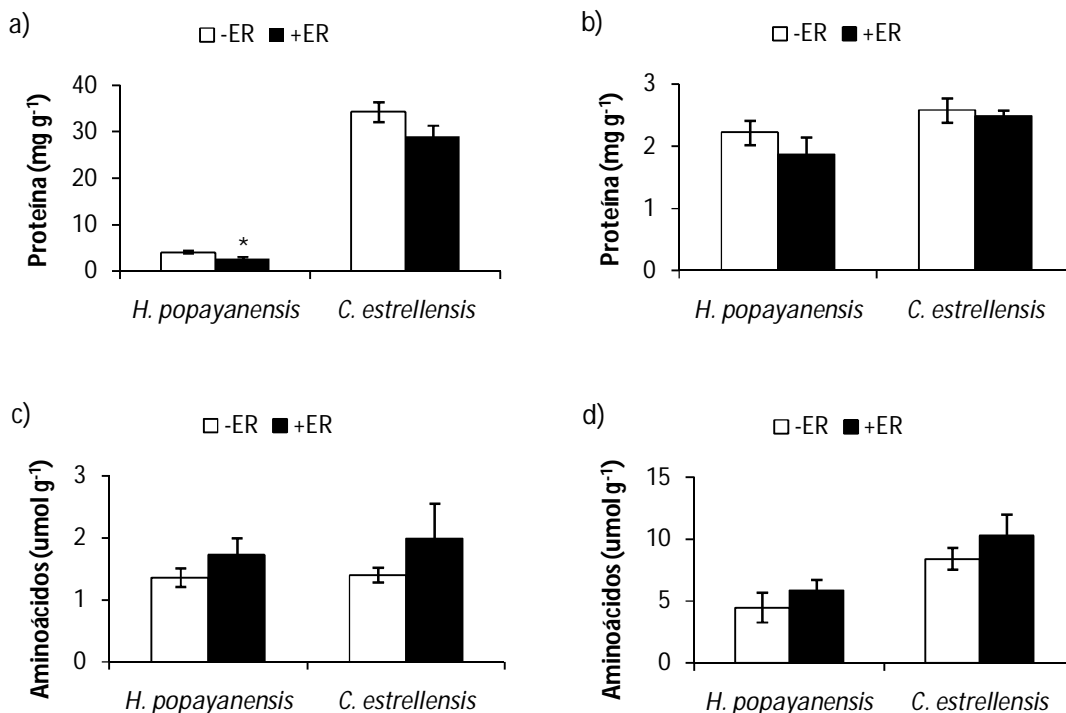 a)
-ER +ER
Proteína (mg g⁻¹)
40
30
20
10
0
*
H. popayanensis C. estrellensis
b)
-ER +ER
Proteína (mg g⁻¹)
3
2
1
0
H. popayanensis C. estrellensis
c)
-ER +ER
Aminoácidos (umol g⁻¹)
3
2
1
0
H. popayanensis C. estrellensis
d)
-ER +ER
Aminoácidos (umol g⁻¹)
15
10
5
0
H. popayanensis C. estrellensis